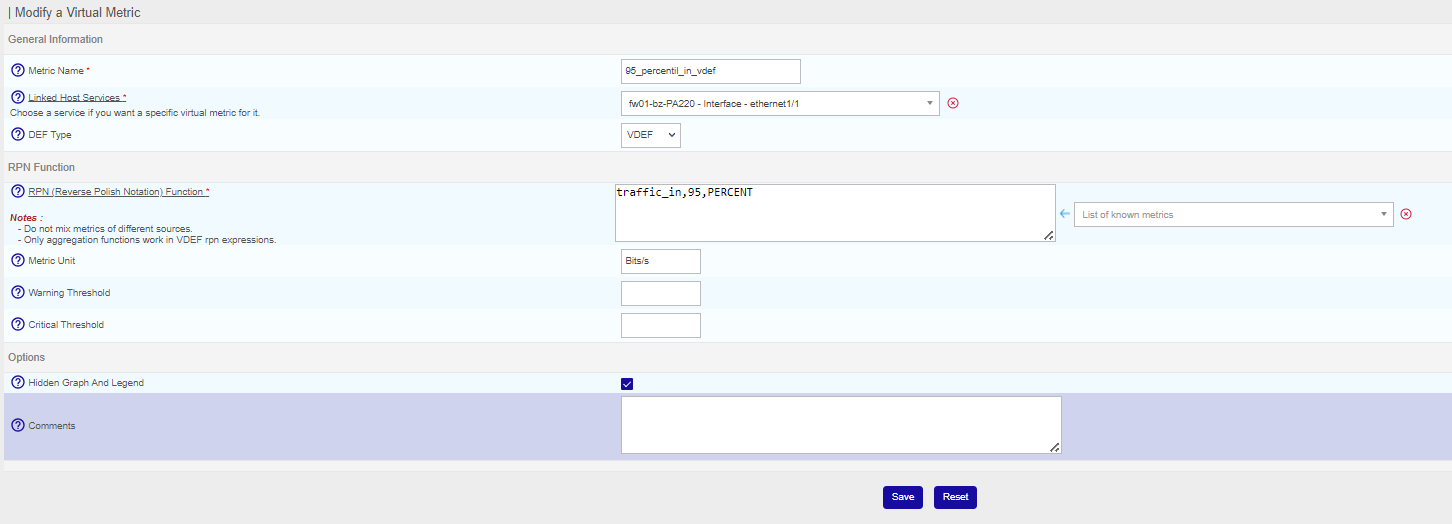 | Modify a Virtual Metric
General Information
Metric Name *
95_percentil_in_vdef
Linked Host Services *
Choose a service if you want a specific virtual metric for it.
fw01-bz-PA220 - Interface - ethernet1/1
DEF Type
VDEF
RPN Function
RPN (Reverse Polish Notation) Function *
traffic_in,95,PERCENT
List of known metrics
Notes :
- Do not mix metrics of different sources.
- Only aggregation functions work in VDEF rpn expressions.
Metric Unit
Bits/s
Warning Threshold
Critical Threshold
Options
Hidden Graph And Legend
Comments
Save
Reset